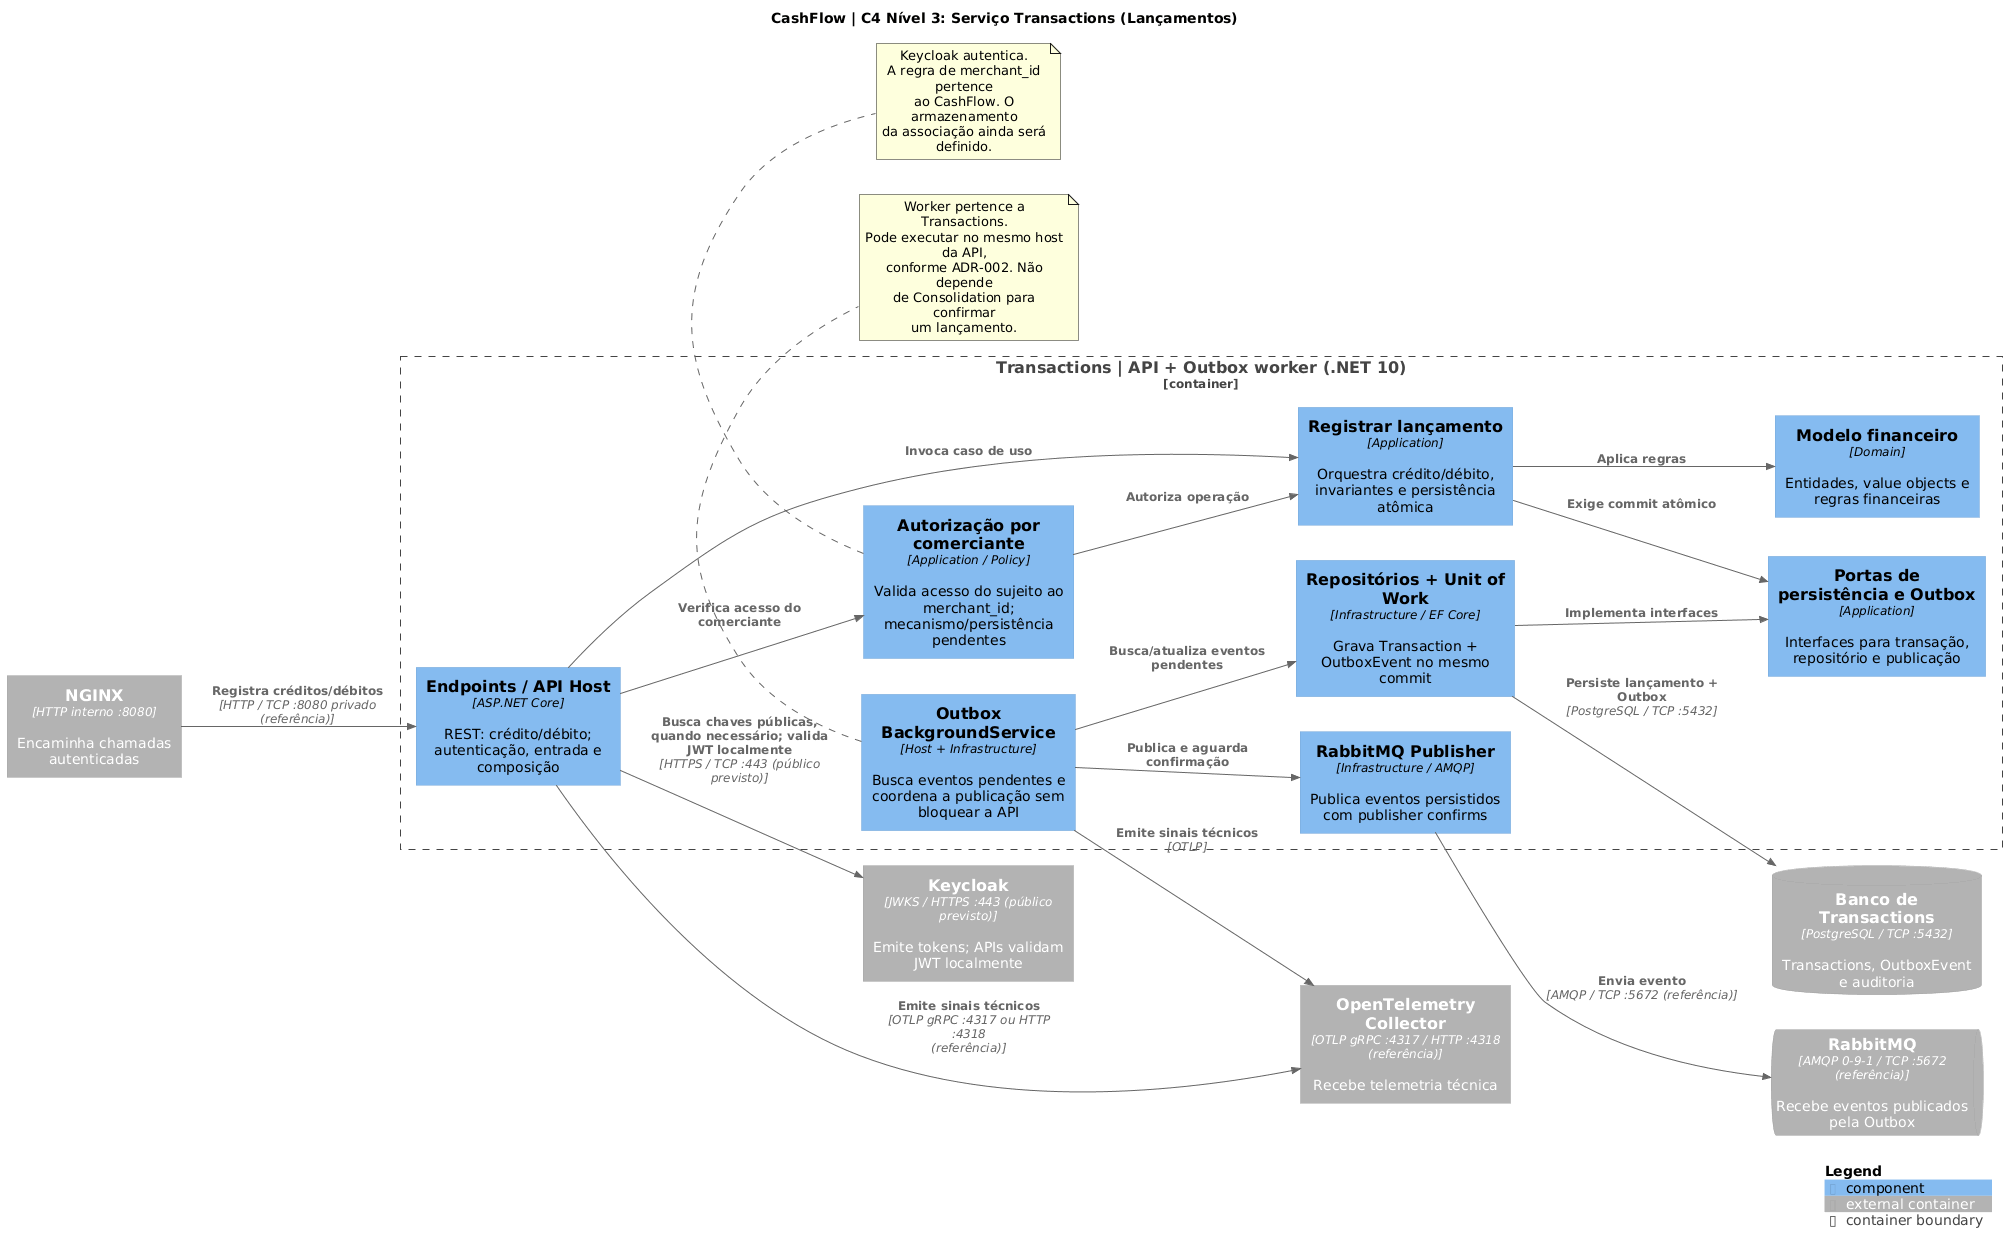 CashFlow | C4 Nível 3: Serviço Transactions (Lançamentos)
Keycloak autentica.
A regra de merchant_id
pertence
ao CashFlow. O
armazenamento
da associação ainda será
definido.
Worker pertence a
Transactions.
Pode executar no mesmo host
da API,
conforme ADR-002. Não
depende
de Consolidation para
confirmar
um lançamento.
Transactions | API + Outbox worker (.NET 10)
[container]
Registrar lançamento
[Application]
Orquestra crédito/débito,
invariantes e persistência
atômica
Modelo financeiro
[Domain]
Entidades, value objects e
regras financeiras
Invoca caso de uso
Aplica regras
Autoriza operação
Exige commit atômico
Autorização por
comerciante
[Application / Policy]
Valida acesso do sujeito ao
merchant_id;
mecanismo/persistência
pendentes
Repositórios + Unit of
Work
[Infrastructure / EF Core]
Grava Transaction +
OutboxEvent no mesmo
commit
Portas de
persistência e Outbox
[Application]
Interfaces para transação,
repositório e publicação
Verifica acesso do
comerciante
Implementa interfaces
Busca/atualiza eventos
pendentes
NGINX
[HTTP interno :8080]
Encaminha chamadas
autenticadas
Registra créditos/débitos
[HTTP / TCP :8080 privado
(referência)]
Endpoints / API Host
[ASP.NET Core]
REST: crédito/débito;
autenticação, entrada e
composição
Busca chaves públicas,
quando necessário; valida
JWT localmente
[HTTPS / TCP :443 (público
previsto)]
Outbox
BackgroundService
[Host + Infrastructure]
Busca eventos pendentes e
coordena a publicação sem
bloquear a API
Publica e aguarda
confirmação
RabbitMQ Publisher
[Infrastructure / AMQP]
Publica eventos persistidos
com publisher confirms
Persiste lançamento +
Outbox
[PostgreSQL / TCP :5432]
Emite sinais técnicos
[OTLP]
Keycloak
[JWKS / HTTPS :443 (público
previsto)]
Emite tokens; APIs validam
JWT localmente
Banco de
Transactions
[PostgreSQL / TCP :5432]
Transactions, OutboxEvent
e auditoria
Emite sinais técnicos
[OTLP gRPC :4317 ou HTTP
:4318
(referência)]
OpenTelemetry
Collector
[OTLP gRPC :4317 / HTTP :4318
(referência)]
Recebe telemetria técnica
Envia evento
[AMQP / TCP :5672 (referência)]
RabbitMQ
[AMQP 0-9-1 / TCP :5672
(referência)]
Recebe eventos publicados
pela Outbox
Legend
component
external container
container boundary